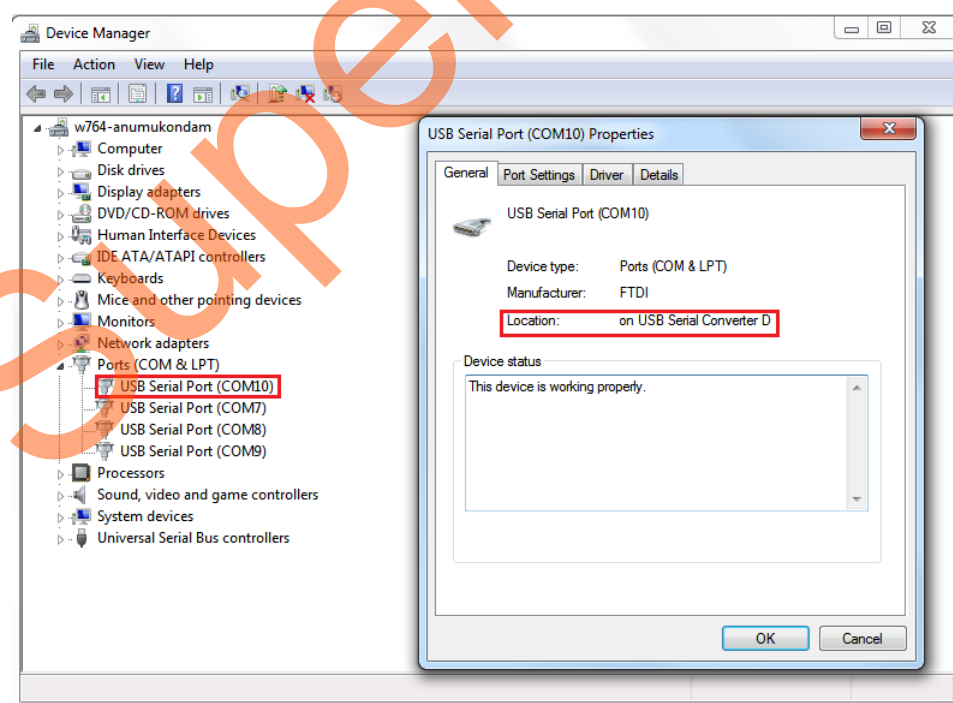 Device Manager
File Action View Help
w764-anumukondam
Computer
Disk drives
Display adapters
DVD/CD-ROM drives
Human Interface Devices
IDE ATA/ATAPI controllers
Keyboards
Mice and other pointing devices
Monitors
Network adapters
Ports (COM & LPT)
USB Serial Port (COM10)
USB Serial Port (COM7)
USB Serial Port (COM8)
USB Serial Port (COM9)
Processors
Sound, video and game controllers
System devices
Universal Serial Bus controllers
USB Serial Port (COM10) Properties
General Port Settings Driver Details
USB Serial Port (COM10)
Device type: Ports (COM & LPT)
Manufacturer: FTDI
Location: on USB Serial Converter D
Device status
This device is working properly.
OK Cancel
Super